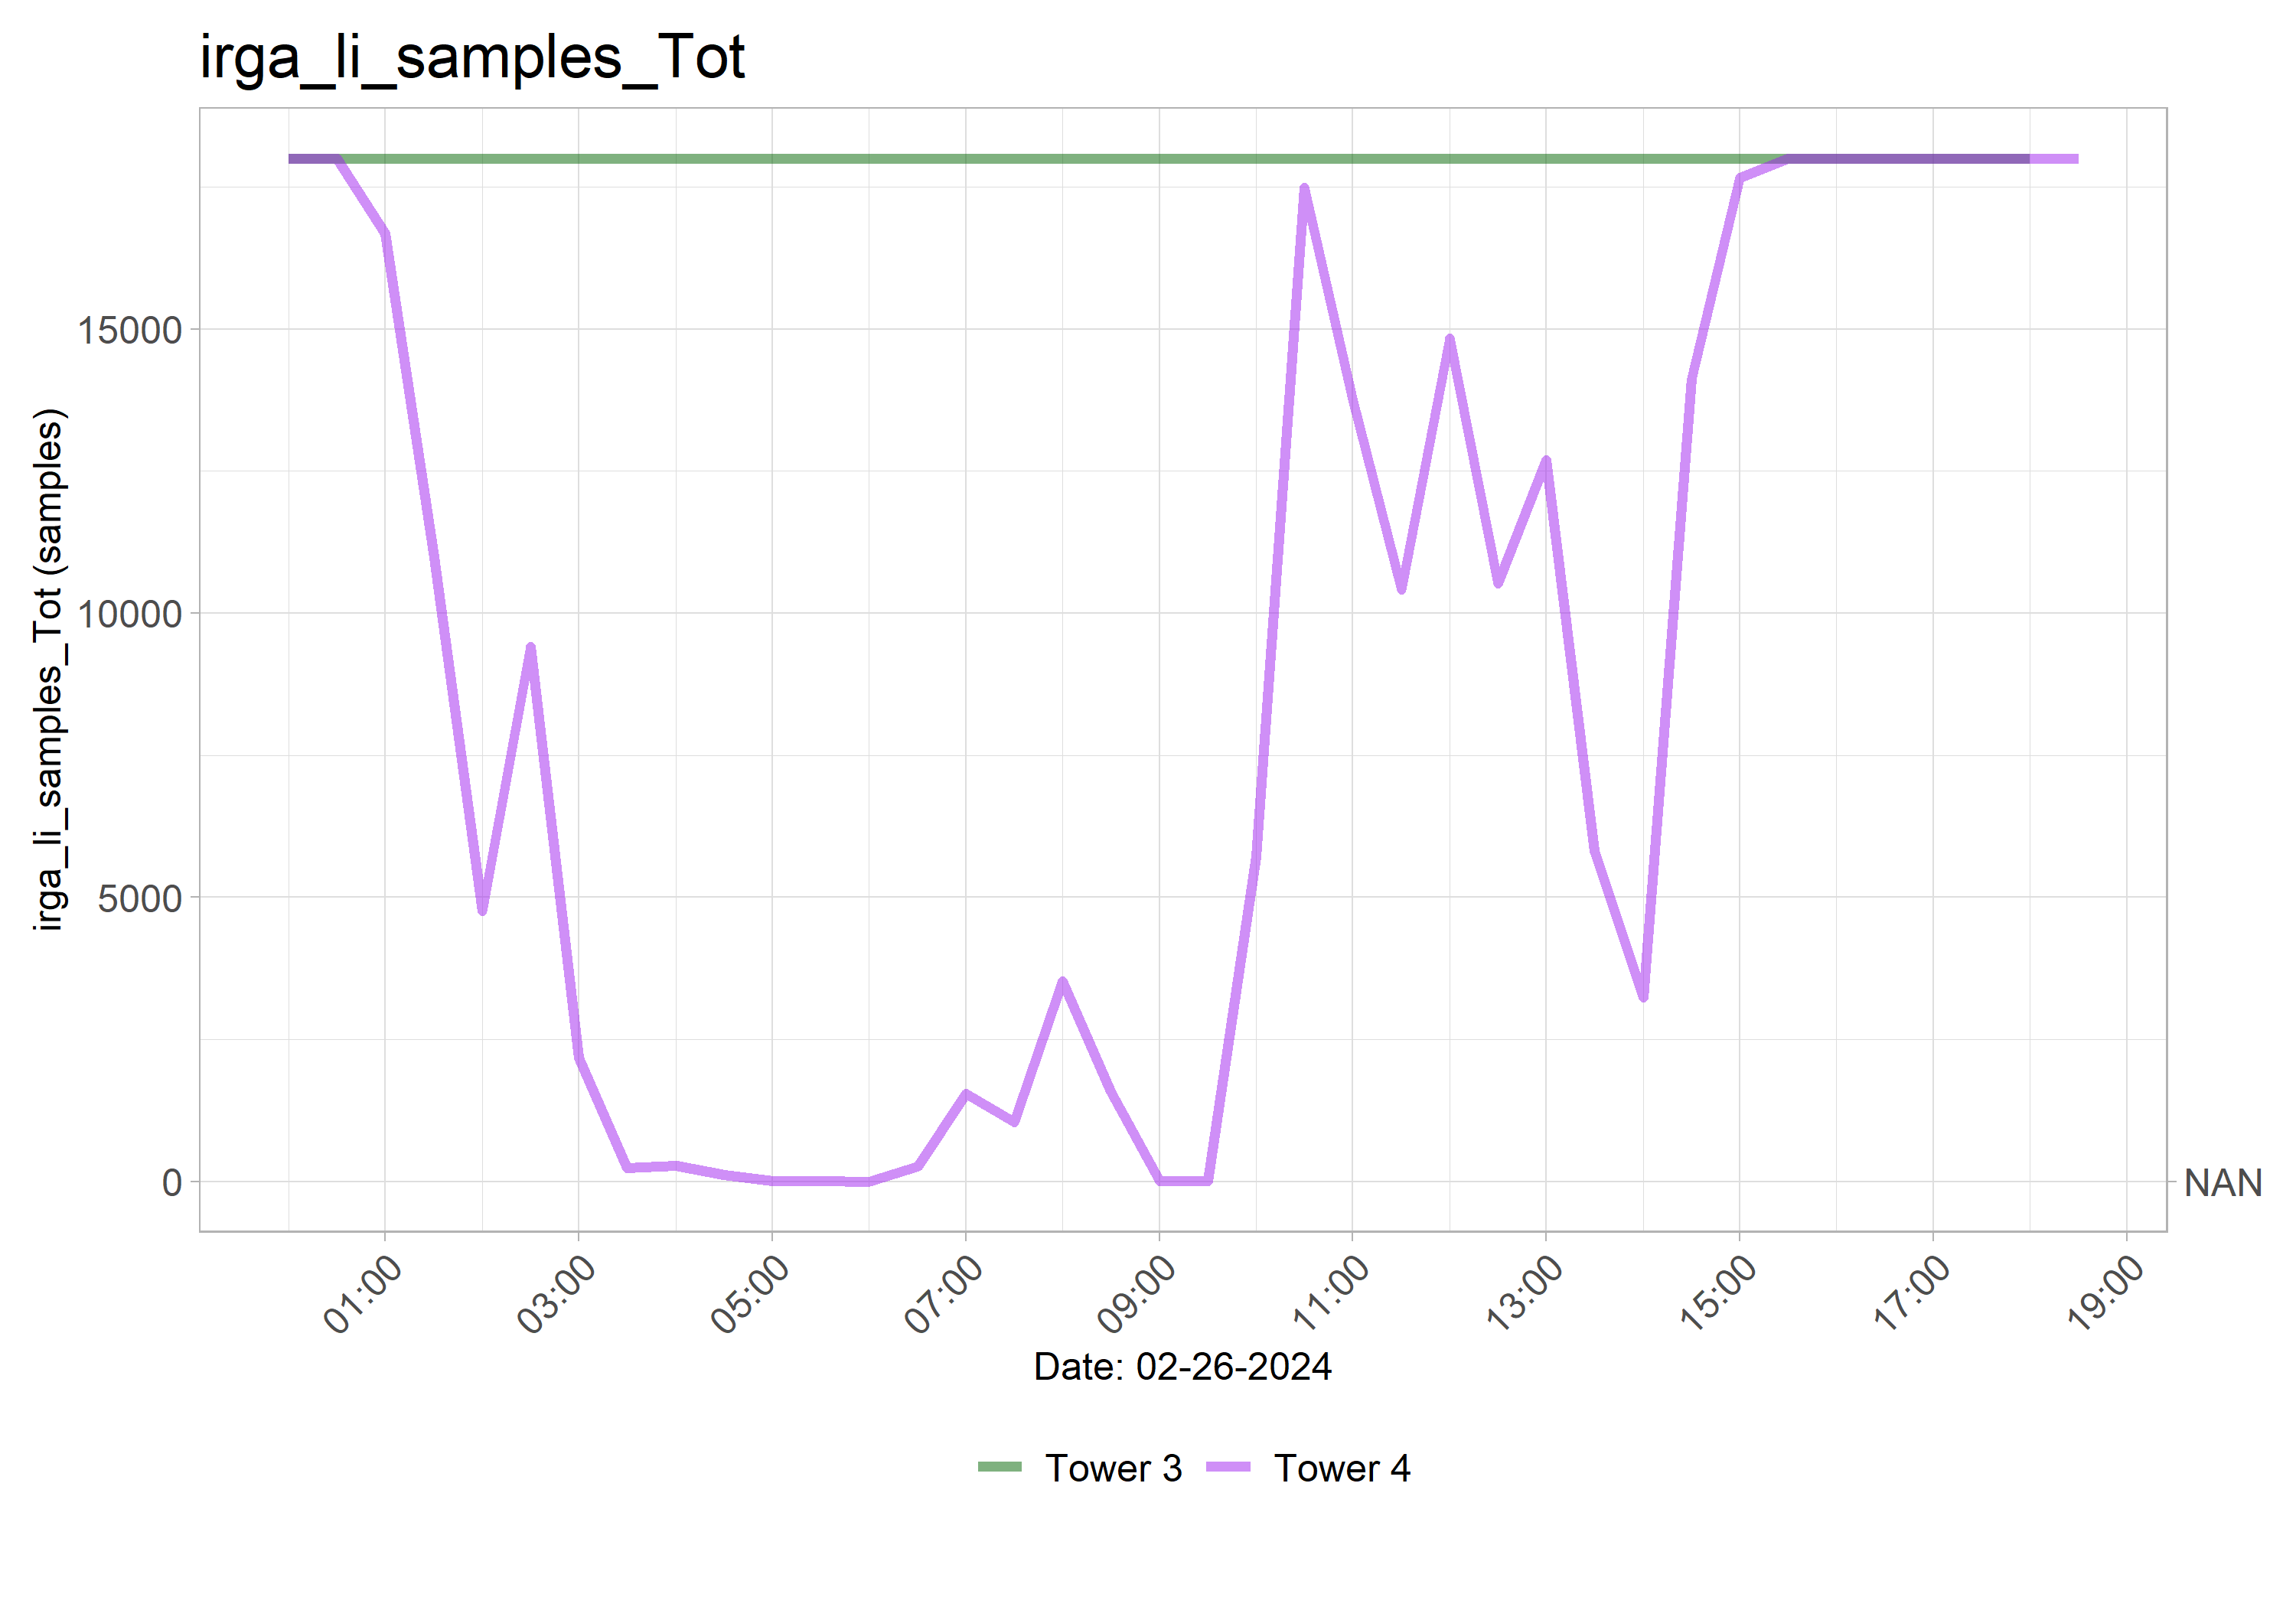 irga_li_samples_Tot
irga_li_samples_Tot (samples)
15000
10000
5000
0
NAN
01:00
03:00
05:00
07:00
09:00
11:00
13:00
15:00
17:00
19:00
Date: 02-26-2024
Tower 3
Tower 4